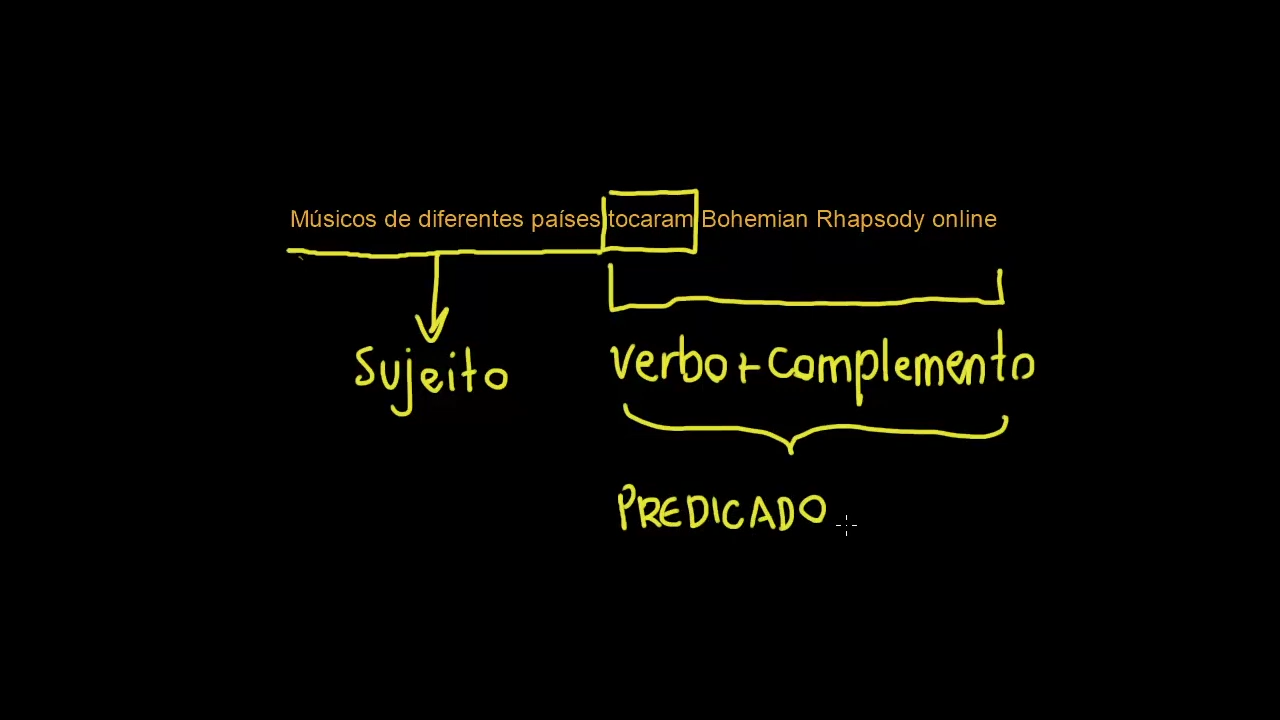 Músicos de diferentes países tocaram Bohemian Rhapsody online
Sujeito
verbo + complemento
PREDICADO